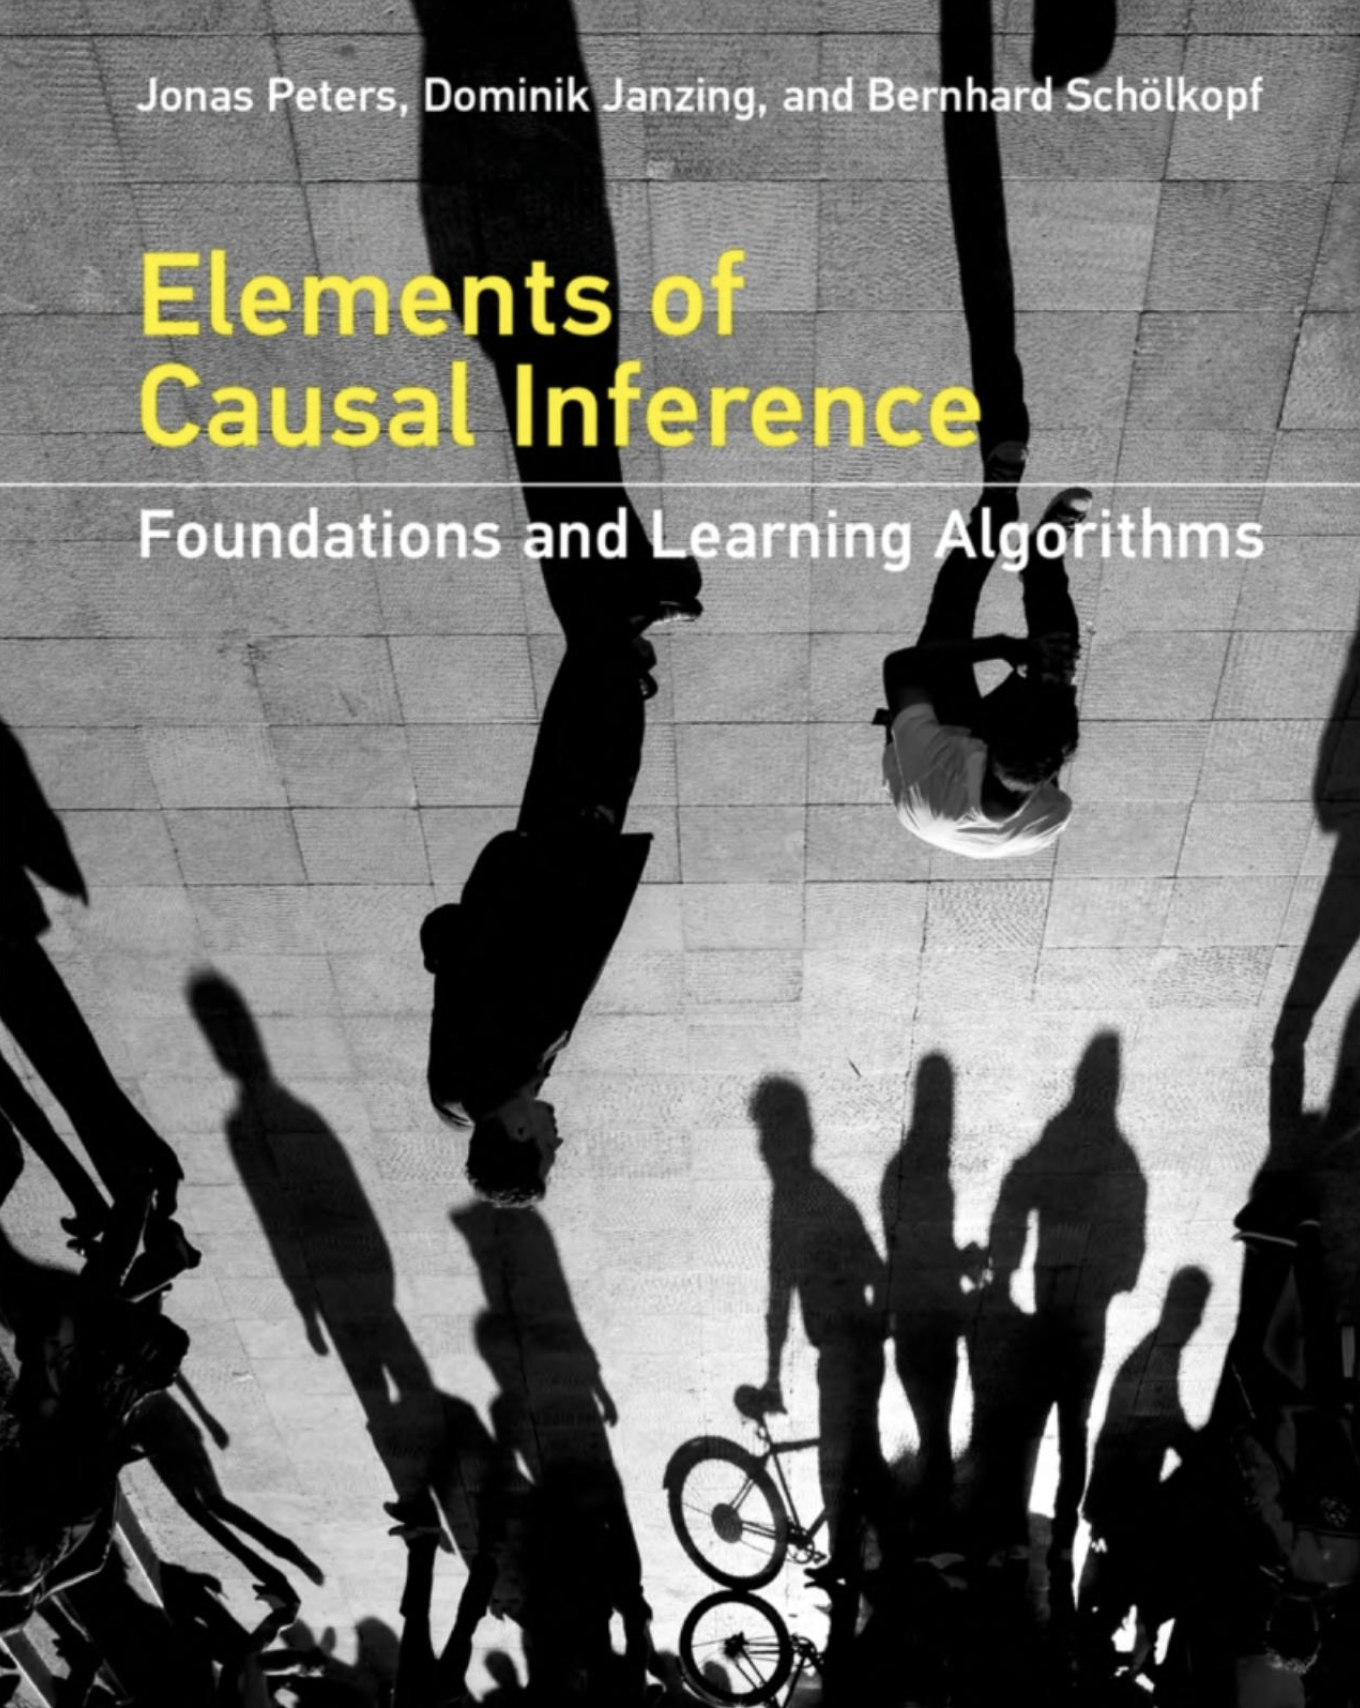 Jonas Peters, Dominik Janzing, and Bernhard Schölkopf
Elements of
Causal Inference
Foundations and Learning Algorithms